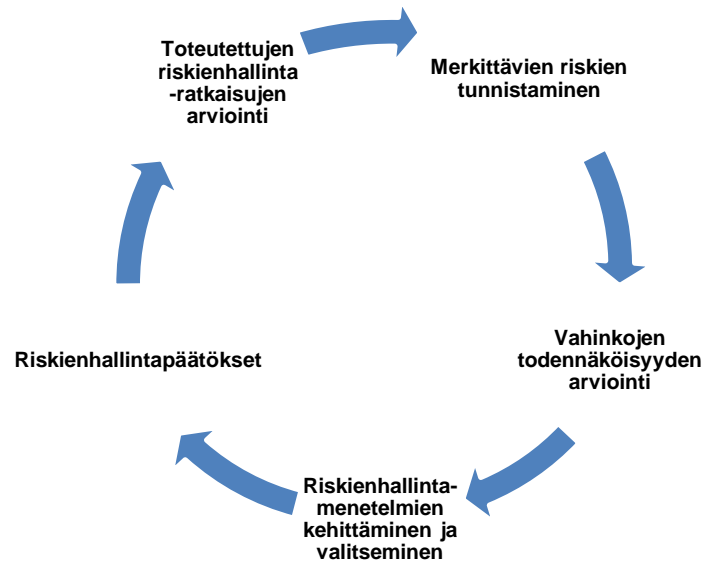 Toteutettujen
riskienhallinta
-ratkaisujen
arviointi
Merkittävien riskien
tunnistaminen
Vahinkojen
todennäköisyyden
arviointi
Riskienhallinta-
menetelmien
kehittäminen ja
valitseminen
Riskienhallintapäätökset